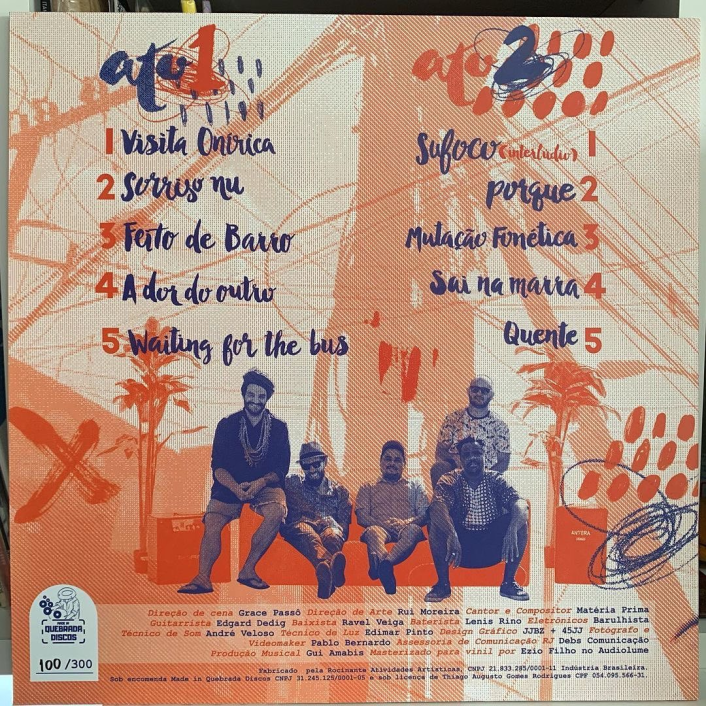 ato 1
1 Visita Onírica
2 Sorriso nu
3 Feito de Barro
4 A dor do outro
5 Waiting for the bus
ato 2
Sufoco (interlúdio) 1
porque 2
Mutação Fonética 3
Sai na marra 4
Quente 5
ANTERA
MADE IN
QUEBRADA
DISCOS
100 /300
Direção de cena Grace Passô Direção de Arte Rui Moreira Cantor e Compositor Matéria Prima
Guitarrista Edgard Dedig Baixista Ravel Veiga Baterista Lenis Rino Eletrônicos Barulhista
Técnico de Som André Veloso Técnico de Luz Edimar Pinto Design Gráfico JJBZ + 45JJ Fotógrafo e
Videomaker Pablo Bernardo Assessoria de Comunicação RJ Debs Comunicação
Produção Musical Gui Amabis Masterizado para vinil por Ezio Filho no Audiolume
Fabricado pela Rocinante Atividades Artísticas, CNPJ 21.833.285/0001-11 Indústria Brasileira.
Sob encomenda Made in Quebrada Discos CNPJ 31.245.125/0001-05 e sob licença de Thiago Augusto Gomes Rodrigues CPF 054.095.546-31.